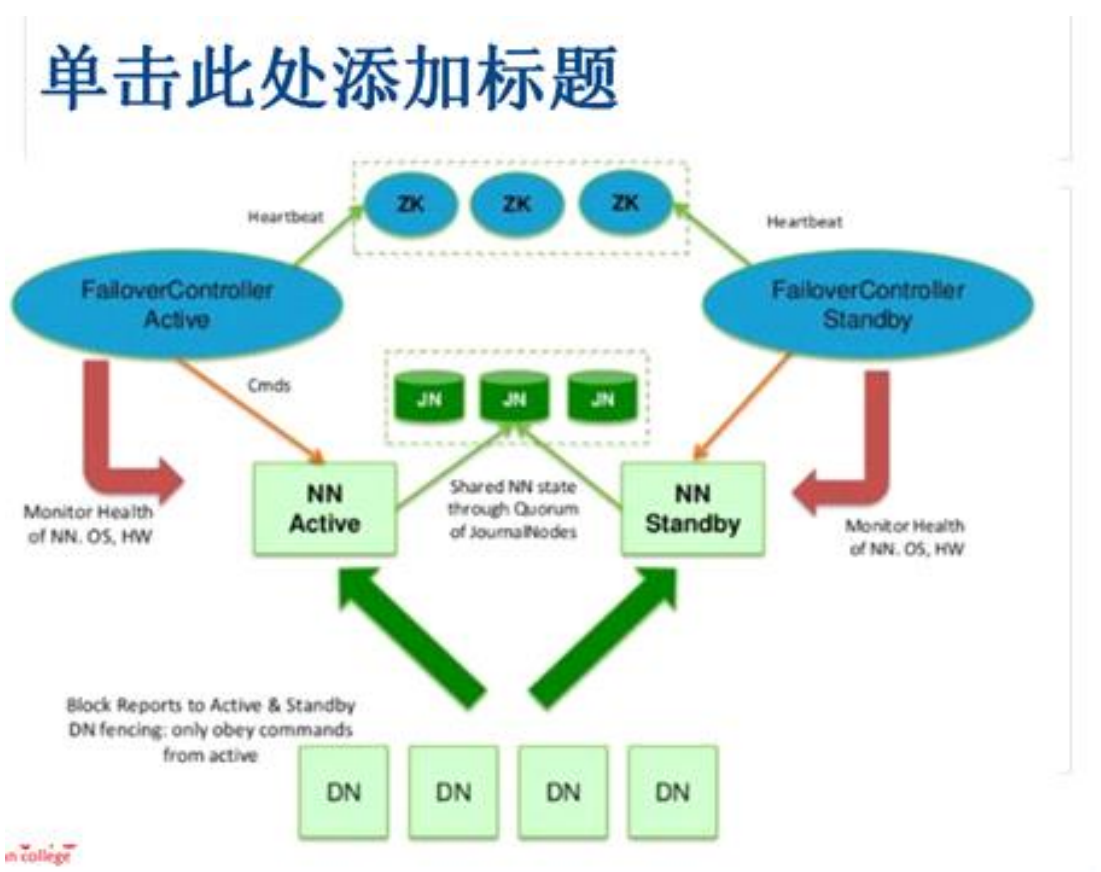 单击此处添加标题
ZK
ZK
ZK
Heartbeat
Heartbeat
FailoverController
Active
FailoverController
Standby
Cmds
JN
JN
JN
NN
Active
Shared NN state
through Quorum
of JournalNodes
NN
Standby
Monitor Health
of NN. OS, HW
Monitor Health
of NN. OS, HW
Block Reports to Active & Standby
DN fencing: only obey commands
from active
DN
DN
DN
DN
college